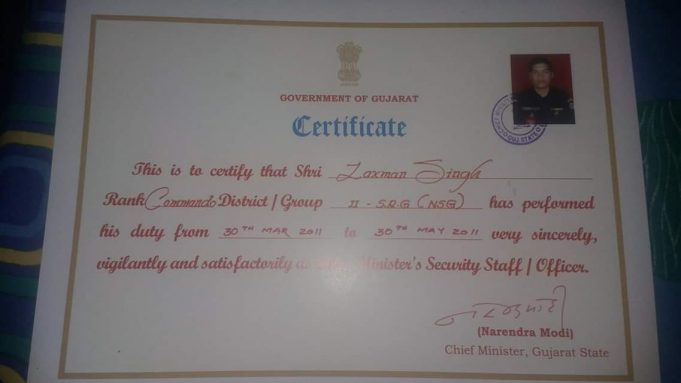 GOVERNMENT OF GUJARAT
Certificate
This is to certify that Shri Laxman Singh
Rank Commando District / Group II - S.R.G (NSG) has performed
his duty from 30TH MAR 2011 to 30TH MAY 2011 very sincerely,
vigilantly and satisfactorily as Minister's Security Staff / Officer.
(Narendra Modi)
Chief Minister, Gujarat State